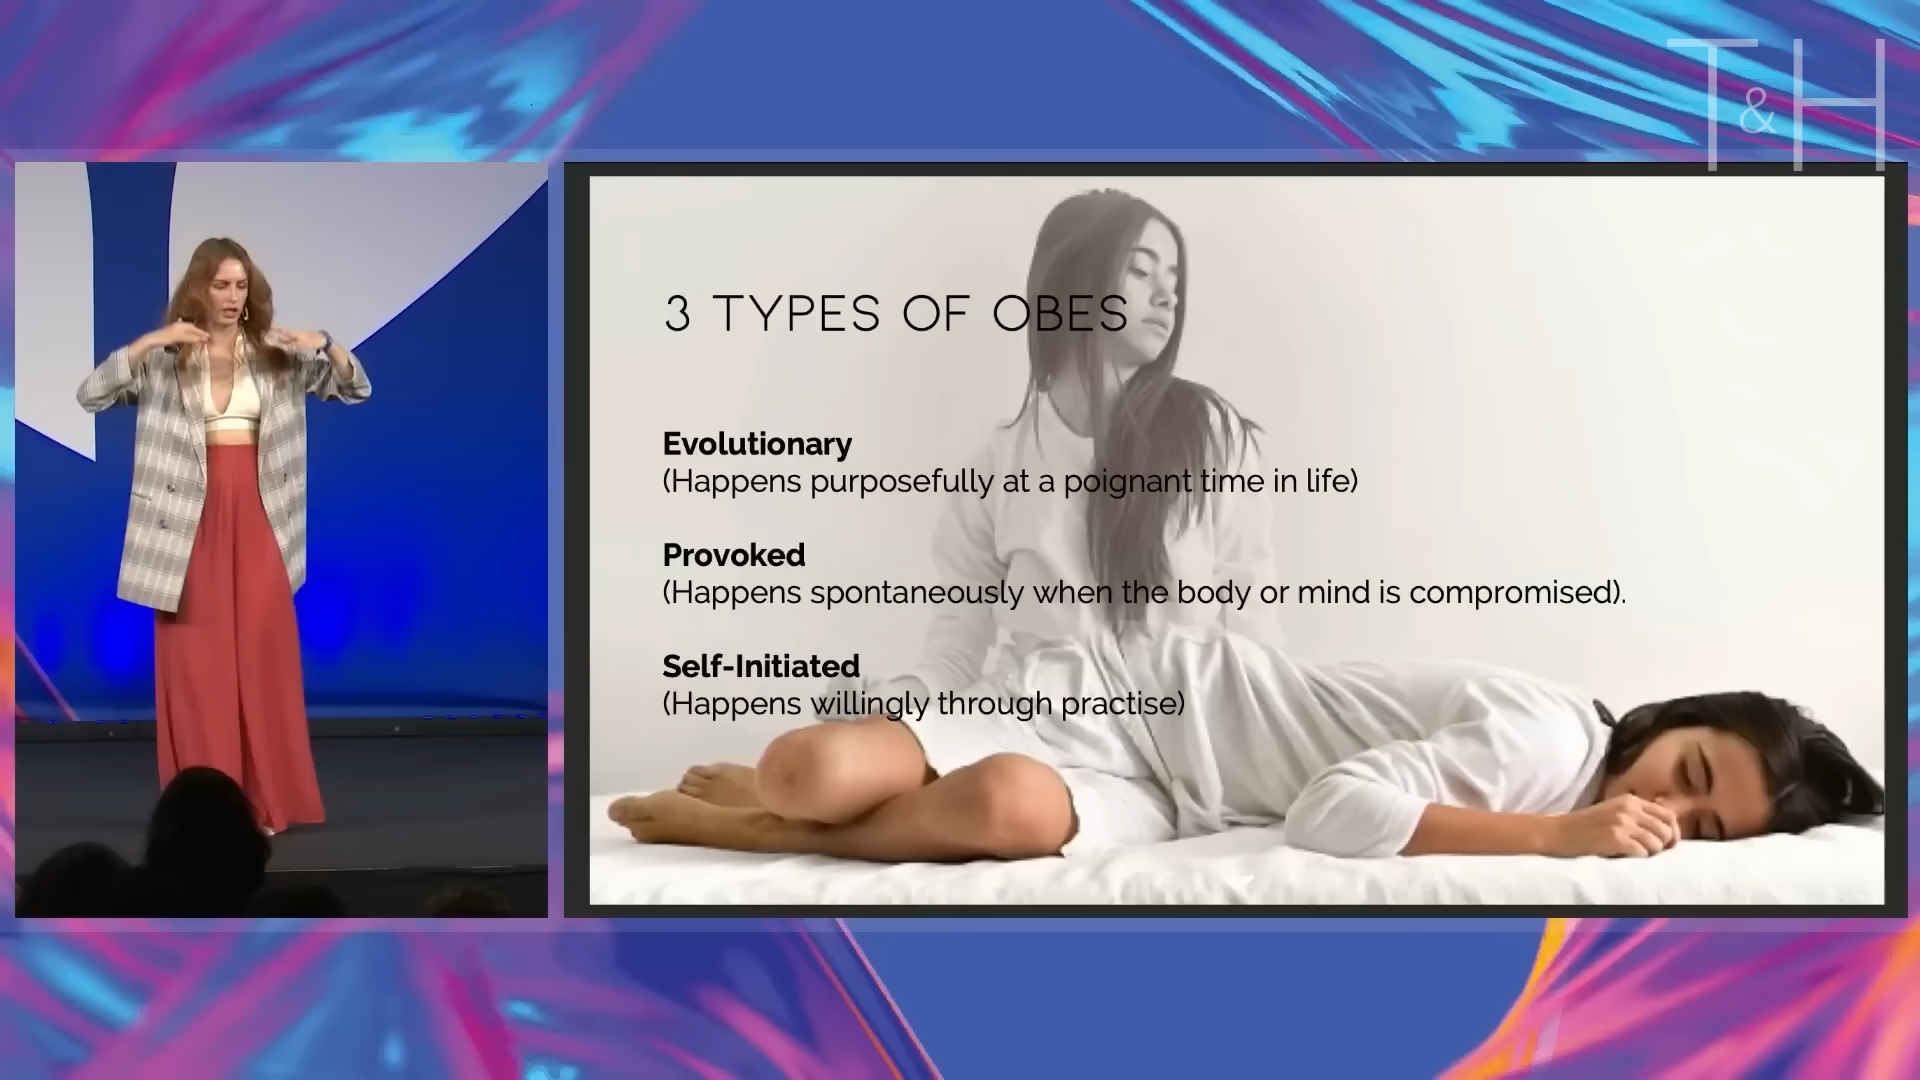 T&H
3 TYPES OF OBES
Evolutionary
(Happens purposefully at a poignant time in life)
Provoked
(Happens spontaneously when the body or mind is compromised).
Self-Initiated
(Happens willingly through practise)